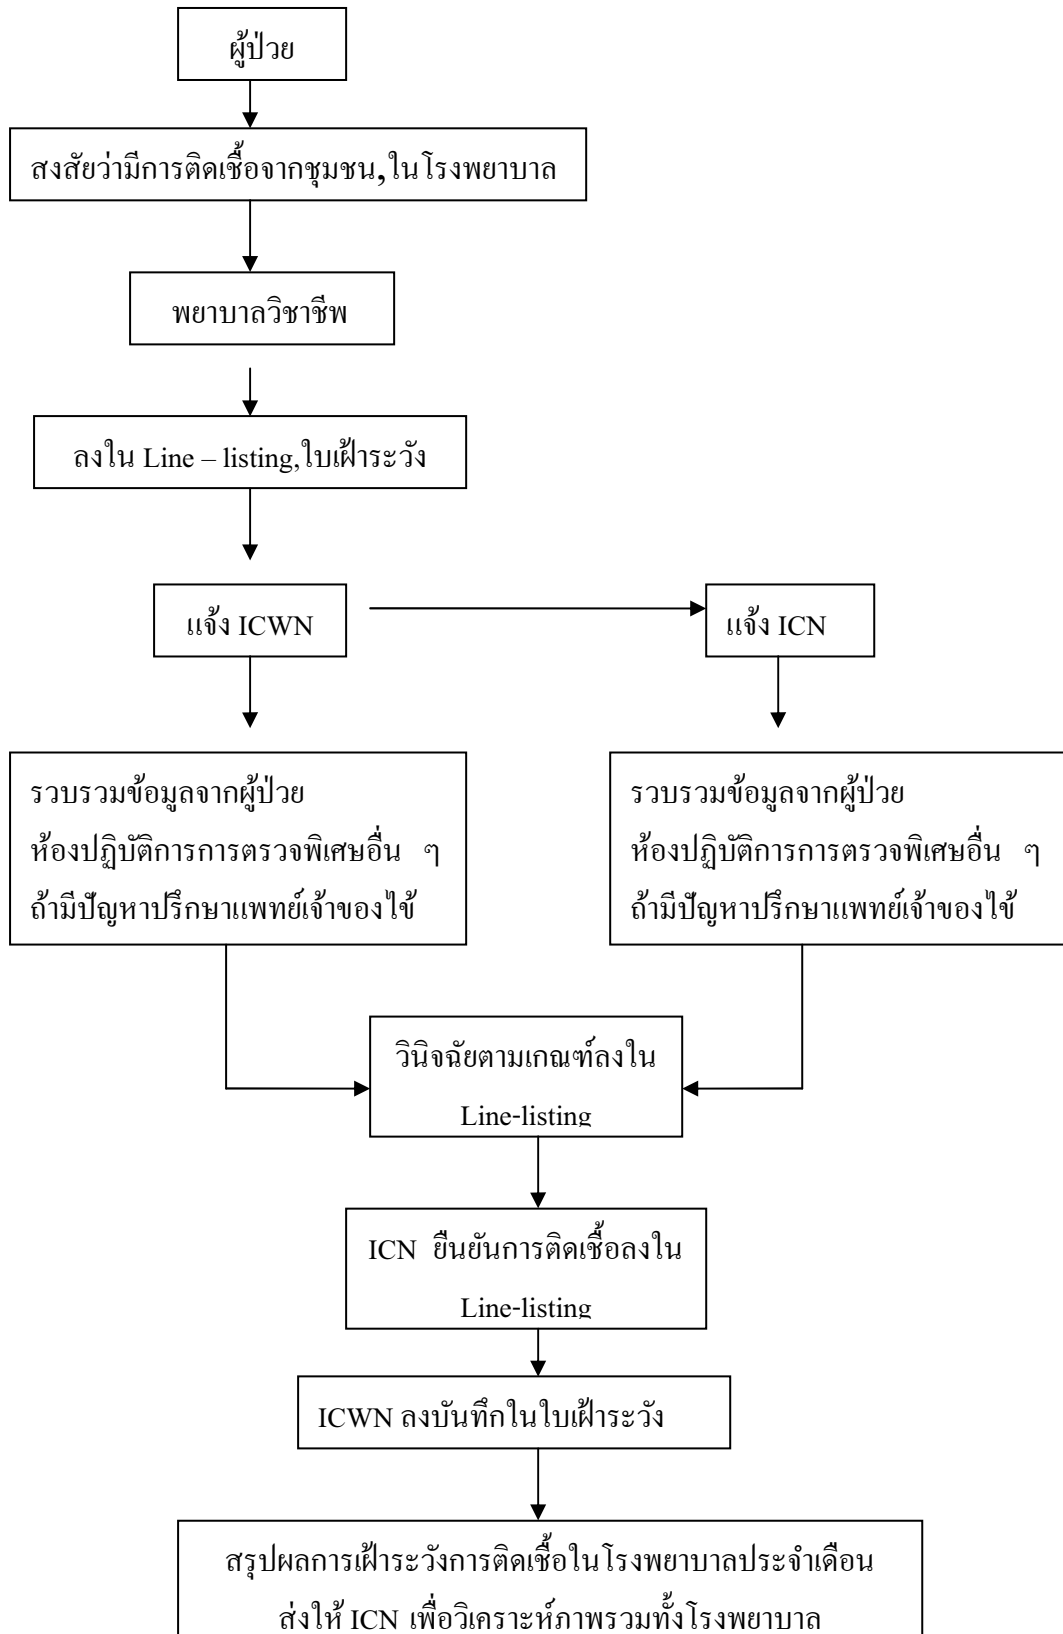 ผู้ป่วย
สงสัยว่ามีการติดเชื้อจากชุมชน,ในโรงพยาบาล
พยาบาลวิชาชีพ
ลงใน Line – listing,ใบเฝ้าระวัง
แจ้ง ICWN
แจ้ง ICN
รวบรวมข้อมูลจากผู้ป่วย
ห้องปฏิบัติการการตรวจพิเศษอื่น ๆ
ถ้ามีปัญหาปรึกษาแพทย์เจ้าของไข้
รวบรวมข้อมูลจากผู้ป่วย
ห้องปฏิบัติการการตรวจพิเศษอื่น ๆ
ถ้ามีปัญหาปรึกษาแพทย์เจ้าของไข้
วินิจฉัยตามเกณฑ์ลงใน
Line-listing
ICN ยืนยันการติดเชื้อลงใน
Line-listing
ICWN ลงบันทึกในใบเฝ้าระวัง
สรุปผลการเฝ้าระวังการติดเชื้อในโรงพยาบาลประจำเดือน
ส่งให้ ICN เพื่อวิเคราะห์ภาพรวมทั้งโรงพยาบาล